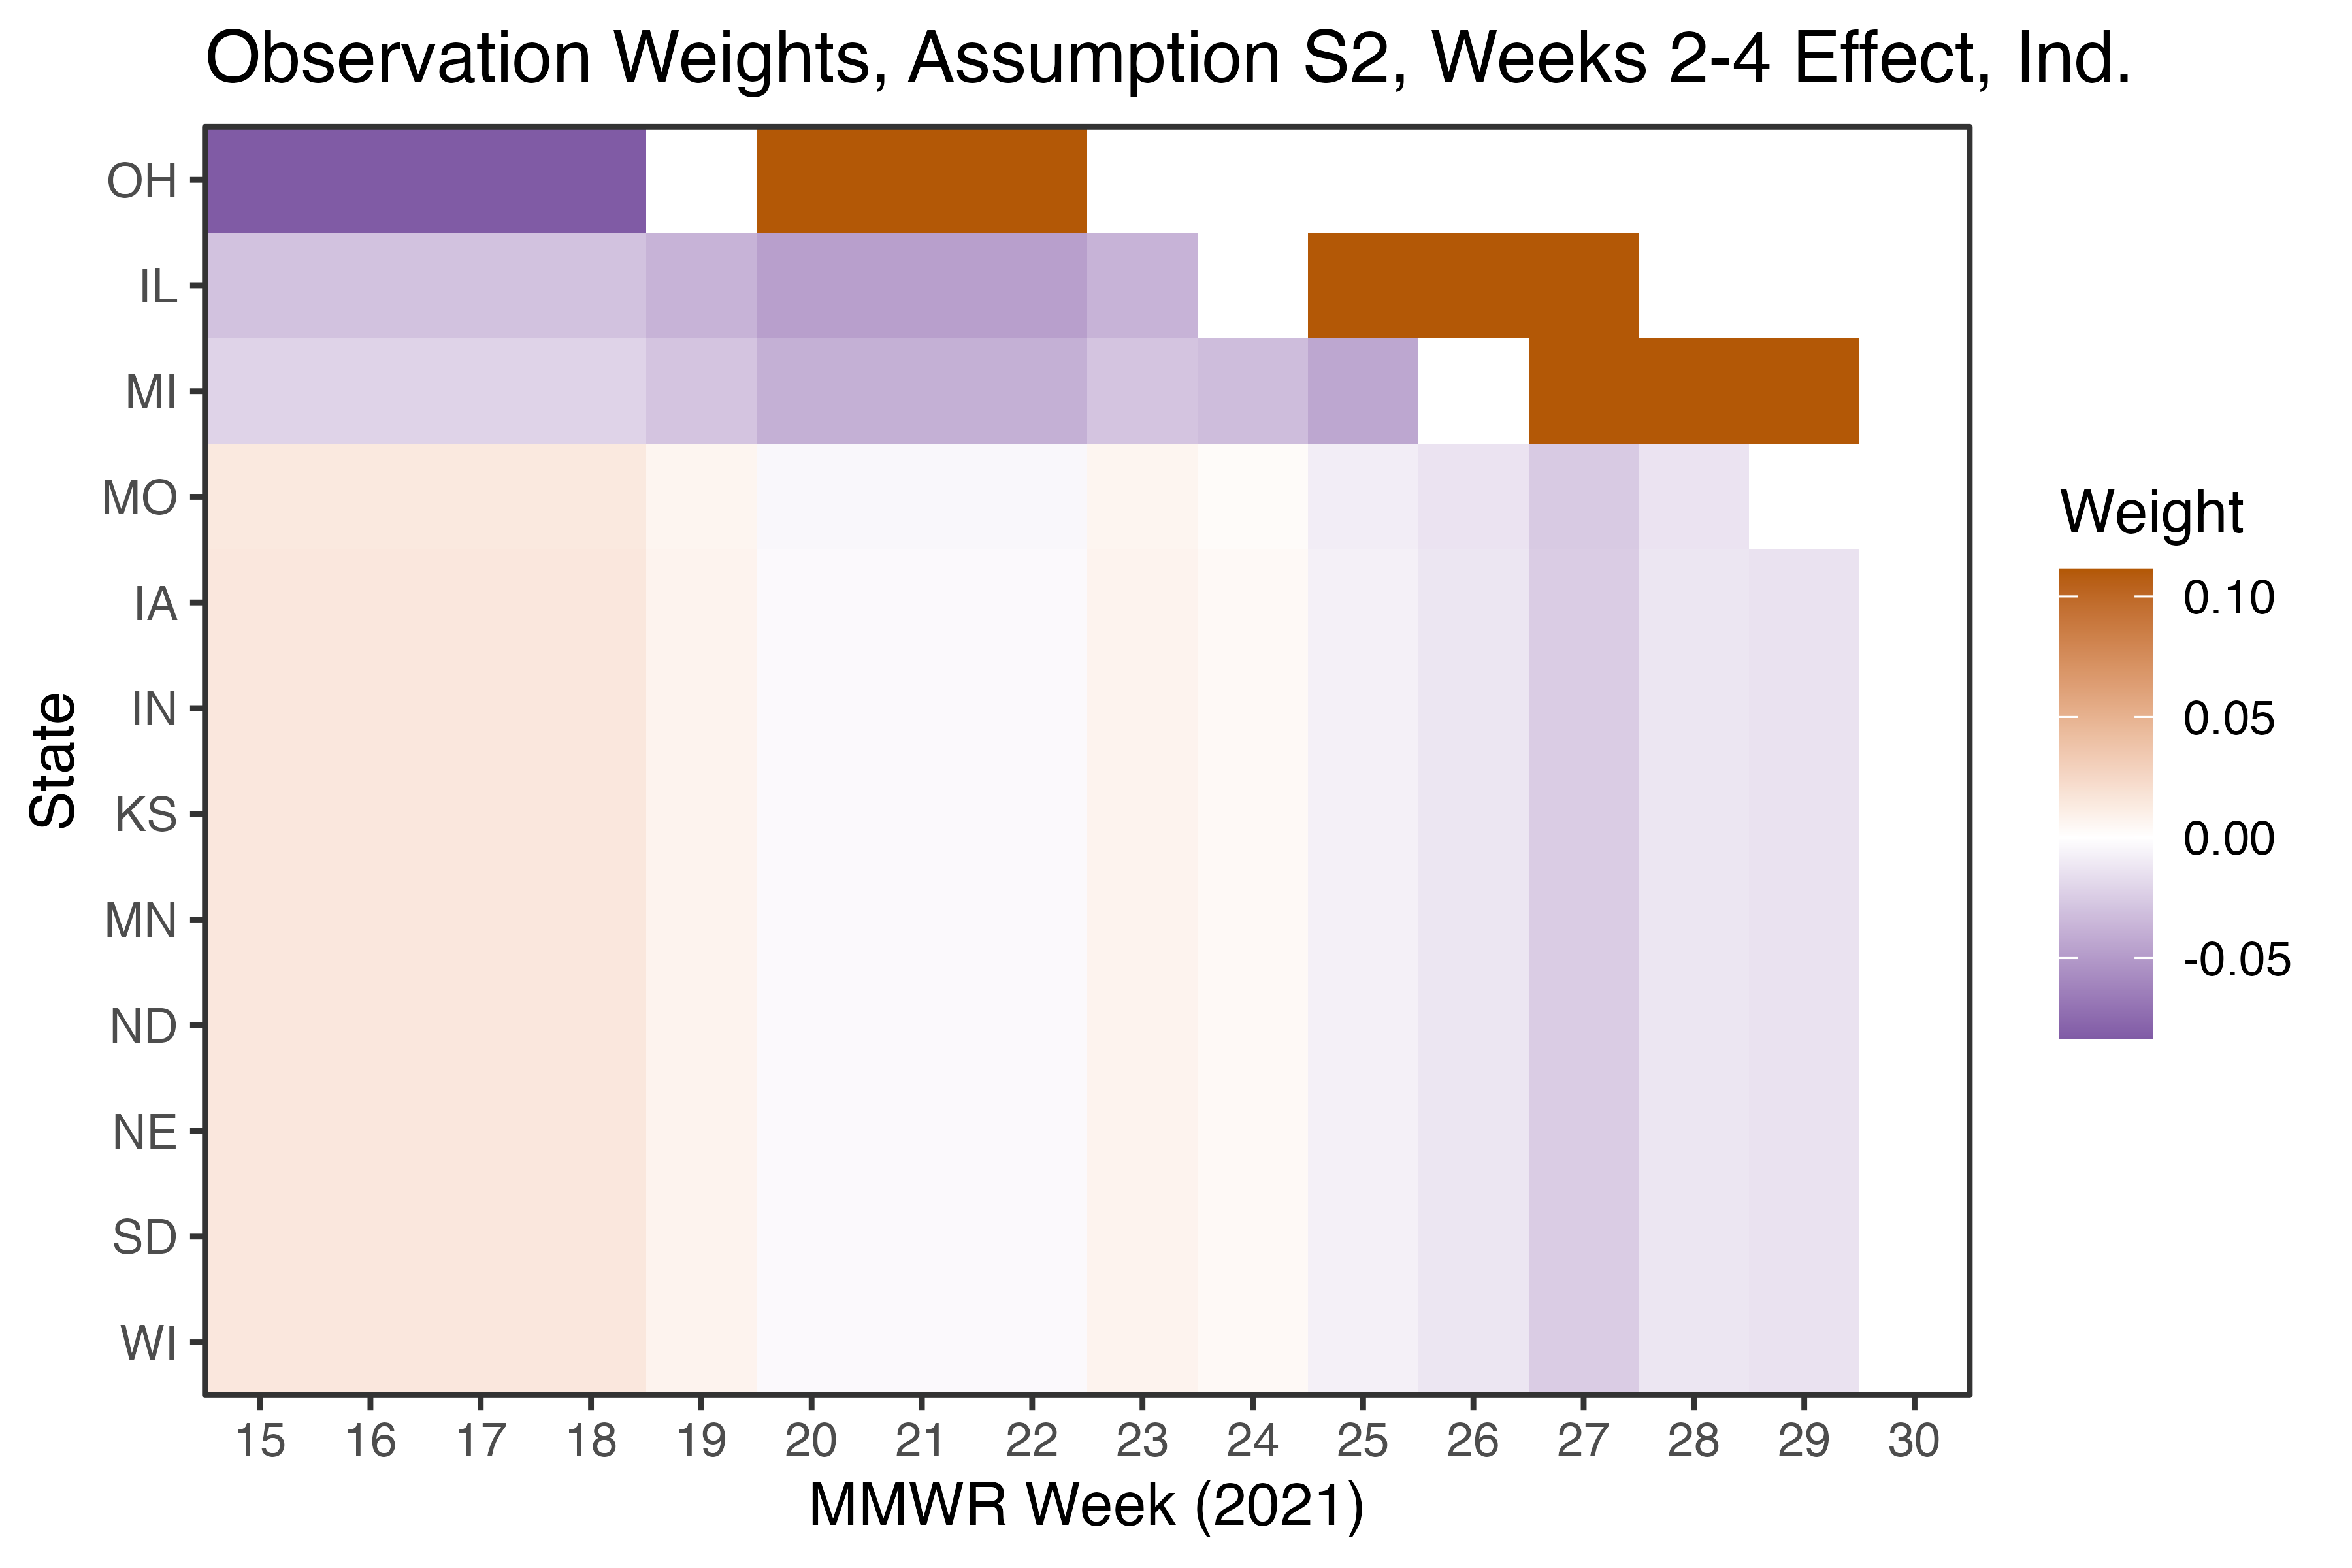 Observation Weights, Assumption S2, Weeks 2-4 Effect, Ind.
OH
IL
MI
MO
IA
IN
KS
MN
ND
NE
SD
WI
State
15 16 17 18 19 20 21 22 23 24 25 26 27 28 29 30
MMWR Week (2021)
Weight
0.10
0.05
0.00
-0.05